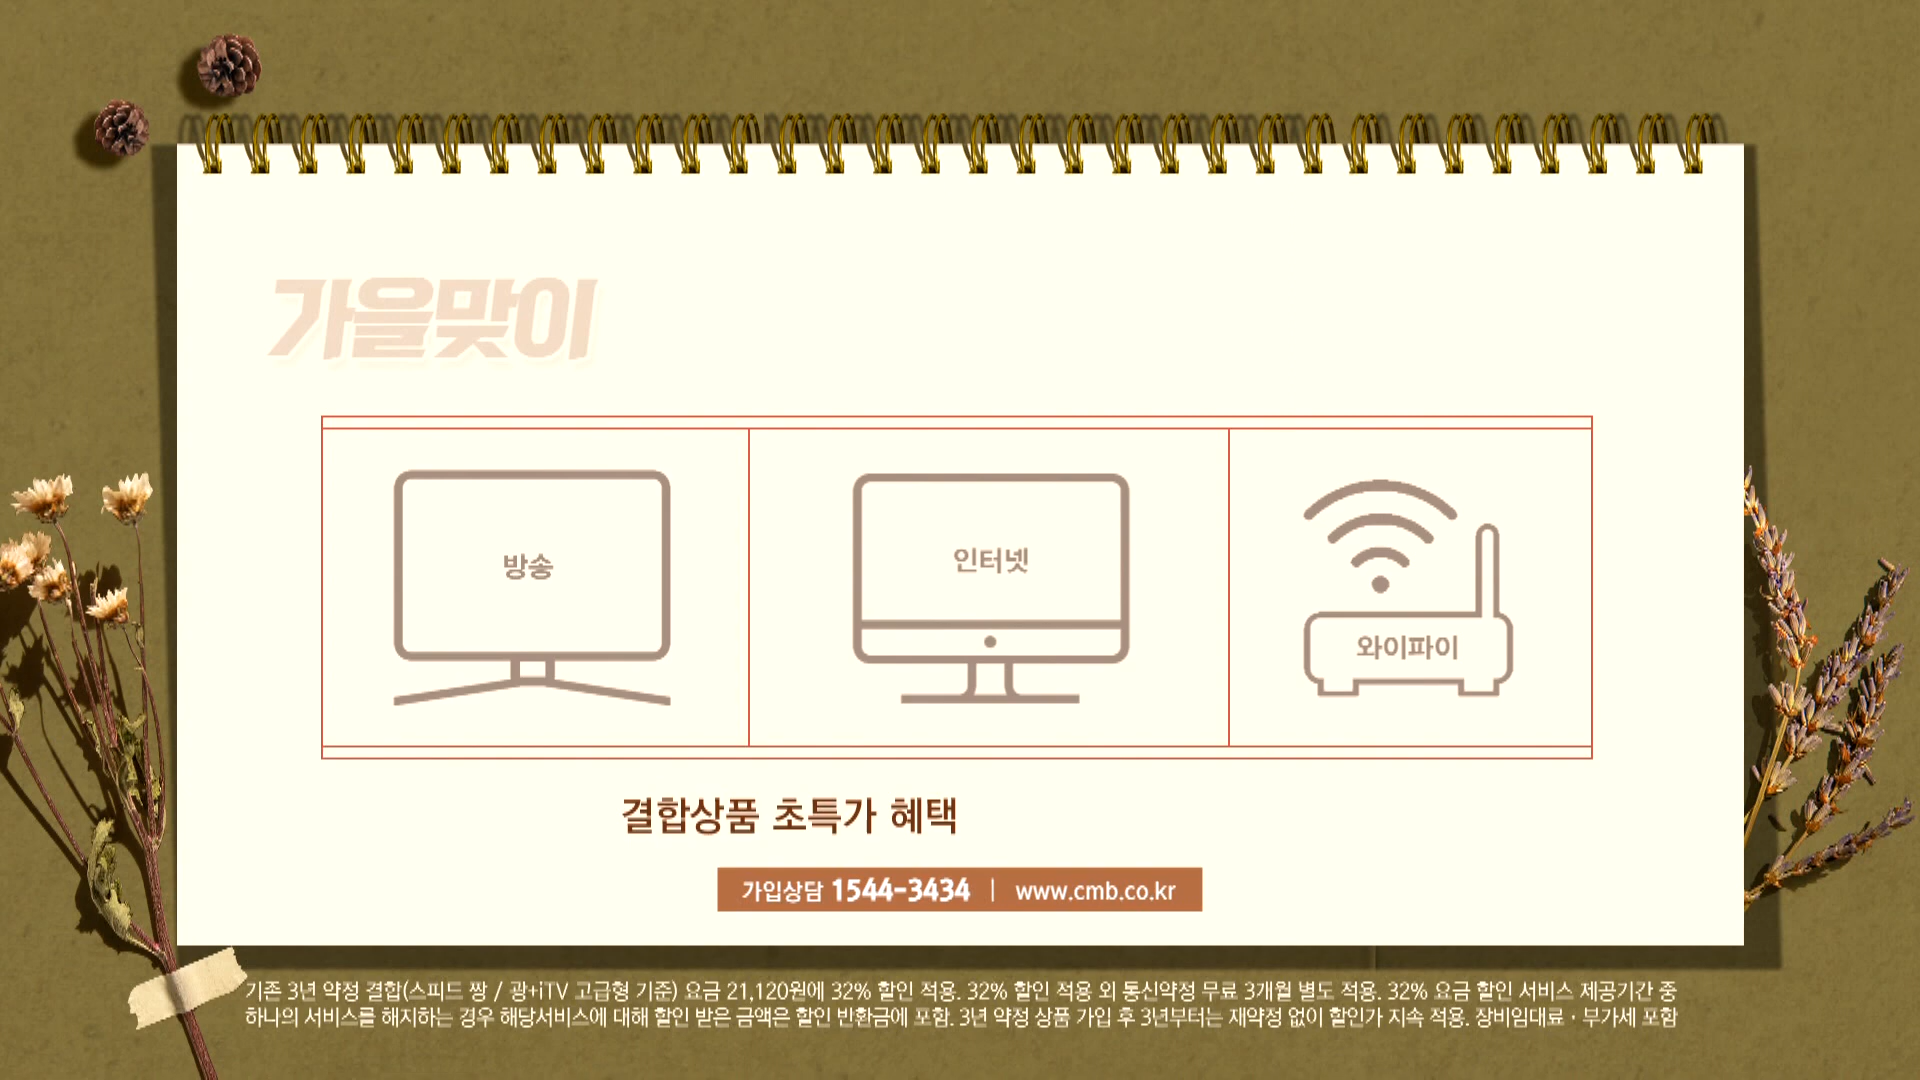 가을맞이
방송
인터넷
와이파이
결합상품 초특가 혜택
가입상담 1544-3434 | www.cmb.co.kr
기존 3년 약정 결합(스피드 짱 / 광+iTV 고급형 기준) 요금 21,120원에 32% 할인 적용. 32% 할인 적용 외 통신약정 무료 3개월 별도 적용. 32% 요금 할인 서비스 제공기간 중
하나의 서비스를 해지하는 경우 해당서비스에 대해 할인 받은 금액은 할인 반환금에 포함. 3년 약정 상품 가입 후 3년부터는 재약정 없이 할인가 지속 적용. 장비임대료 · 부가세 포함